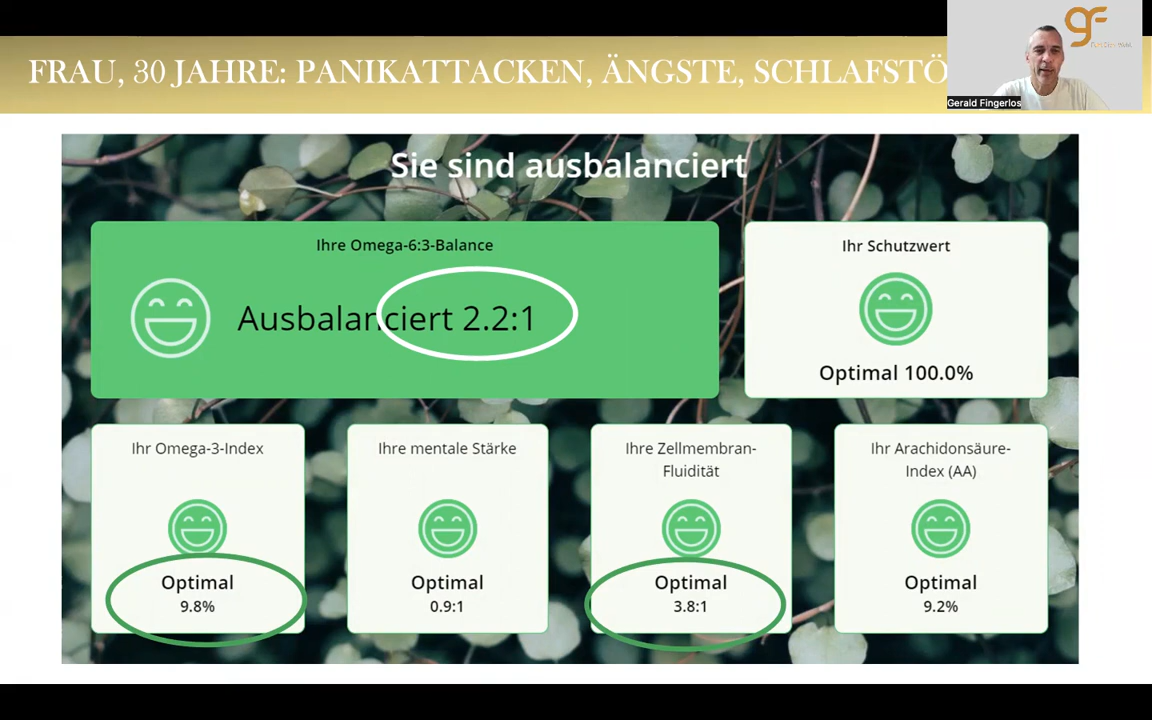 FRAU, 30 JAHRE: PANIKATTACKEN, ÄNGSTE, SCHLAFSTÖ
gf
Gerald Fingerlos
Sie sind ausbalanciert
Ihre Omega-6:3-Balance
Ausbalanciert 2.2:1
Ihr Schutzwert
Optimal 100.0%
Ihr Omega-3-Index
Optimal
9.8%
Ihre mentale Stärke
Optimal
0.9:1
Ihre Zellmembran-
Fluidität
Optimal
3.8:1
Ihr Arachidonsäure-
Index (AA)
Optimal
9.2%